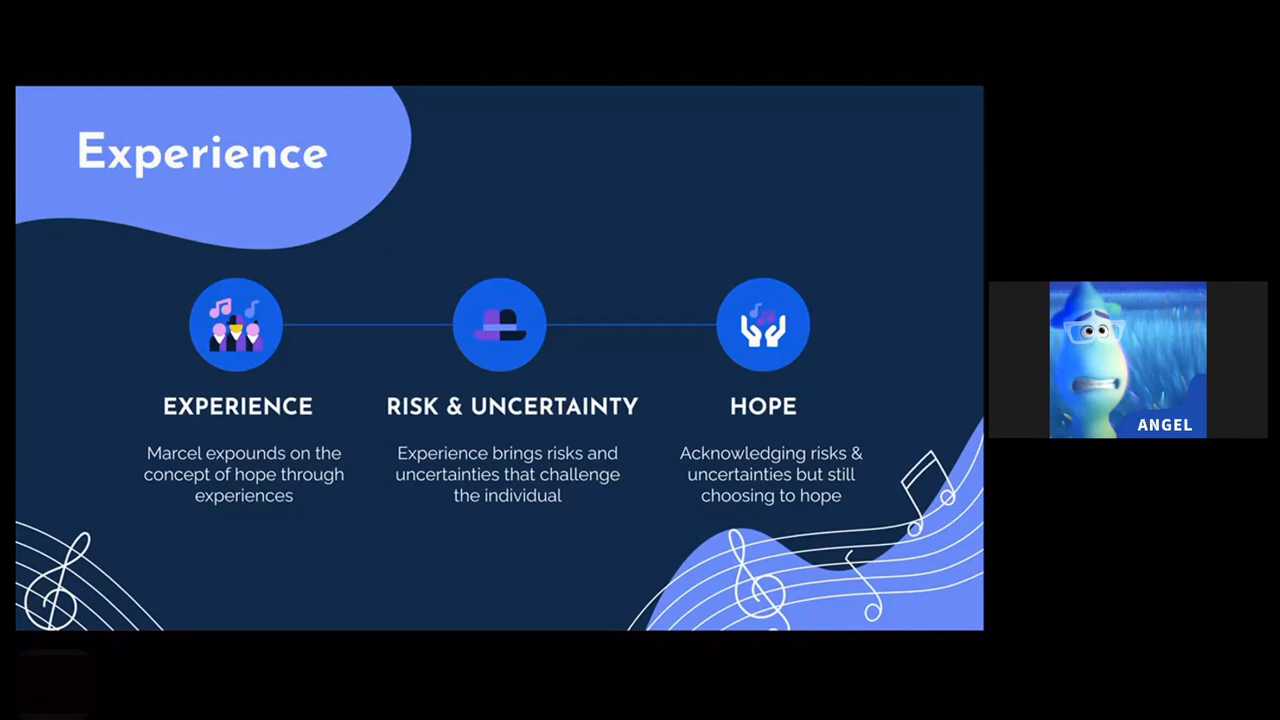 Experience
EXPERIENCE
Marcel expounds on the
concept of hope through
experiences
RISK & UNCERTAINTY
Experience brings risks and
uncertainties that challenge
the individual
HOPE
Acknowledging risks &
uncertainties but still
choosing to hope
ANGEL